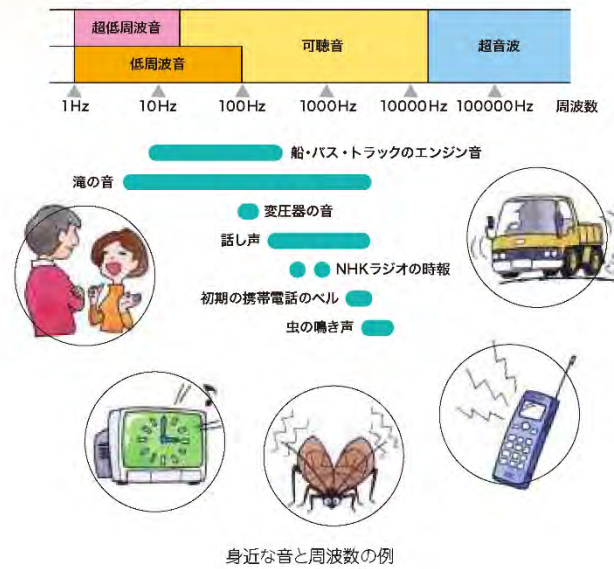 超低周波音
低周波音
可聴音
超音波
1Hz 10Hz 100Hz 1000Hz 10000Hz 100000Hz 周波数
船・バス・トラックのエンジン音
滝の音
変圧器の音
話し声
NHKラジオの時報
初期の携帯電話のベル
虫の鳴き声
身近な音と周波数の例